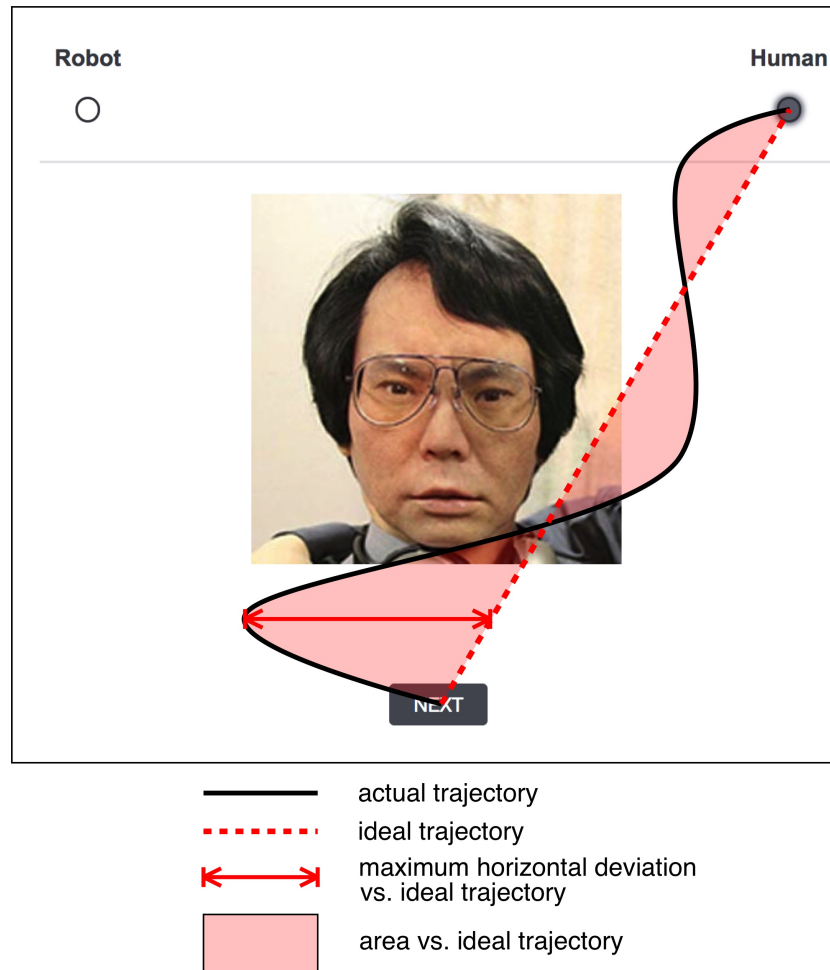 Robot Human
NEXT
actual trajectory
ideal trajectory
maximum horizontal deviation
vs. ideal trajectory
area vs. ideal trajectory